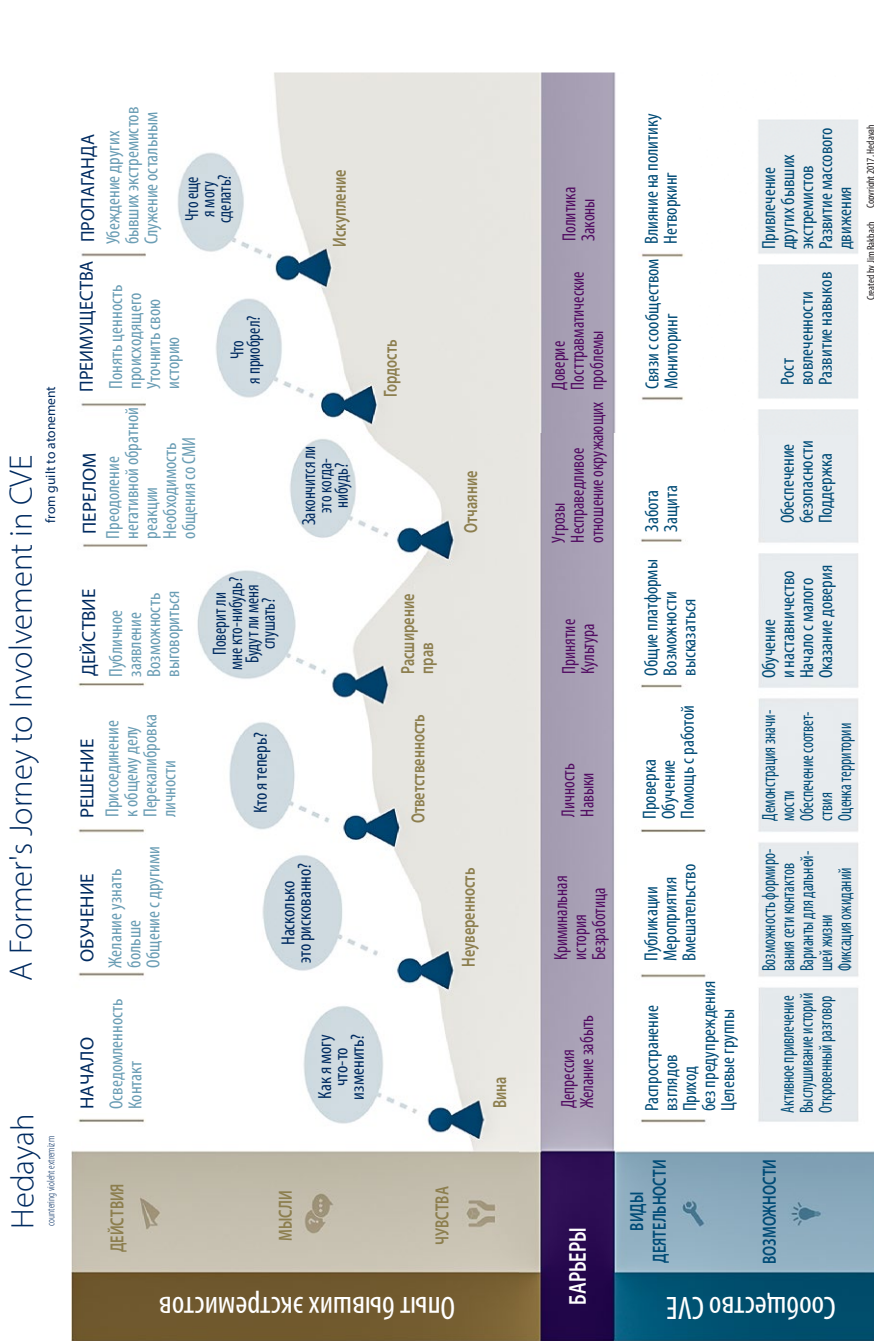 Hedayah
countering violent extremizm
A Former's Jorney to Involvement in CVE
from guilt to atonement
Опыт бывших экстремистов
ДЕЙСТВИЯ
НАЧАЛО
Осведомленность
Контакт
ОБУЧЕНИЕ
Желание узнать
больше
Общение с другими
РЕШЕНИЕ
Присоединение
к общему делу
Перекалибровка
личности
ДЕЙСТВИЕ
Публичное
заявление
Возможность
выговориться
ПЕРЕЛОМ
Преодоление
негативной обратной
реакции
Необходимость
общения со СМИ
ПРЕИМУЩЕСТВА
Понять ценность
происходящего
Уточнить свою
историю
ПРОПАГАНДА
Убеждение других
бывших экстремистов
Служение остальным
МЫСЛИ
Как я могу
что-то
изменить?
Насколько
это рискованно?
Кто я теперь?
Поверит ли
мне кто-нибудь?
Будут ли меня
слушать?
Закончится ли
это когда-
нибудь?
Что
я приобрел?
Что еще
я могу
сделать?
ЧУВСТВА
Вина
Неуверенность
Ответственность
Расширение
прав
Отчаяние
Гордость
Искупление
БАРЬЕРЫ
Депрессия
Желание забыть
Криминальная
история
Безработица
Личность
Навыки
Принятие
Культура
Угрозы
Несправедливое
отношение окружающих
Доверие
Посттравматические
проблемы
Политика
Законы
Сообщество CVE
ВИДЫ
ДЕЯТЕЛЬНОСТИ
Распространение
взглядов
Приход
без предупреждения
Целевые группы
Публикации
Мероприятия
Вмешательство
Проверка
Обучение
Помощь с работой
Общие платформы
Возможности
высказаться
Забота
Защита
Связи с сообществом
Мониторинг
Влияние на политику
Нетворкинг
ВОЗМОЖНОСТИ
Активное привлечение
Выслушивание историй
Откровенный разговор
Возможность формиро-
вания сети контактов
Варианты для дальней-
шей жизни
Фиксация ожиданий
Демонстрация значи-
мости
Обеспечение соответ-
ствия
Оценка территории
Обучение
и наставничество
Начало с малого
Оказание доверия
Обеспечение
безопасности
Поддержка
Рост
вовлеченности
Развитие навыков
Привлечение
других бывших
экстремистов
Развитие массового
движения
Created by Jim Rakbach Copyright 2017. Hedayah